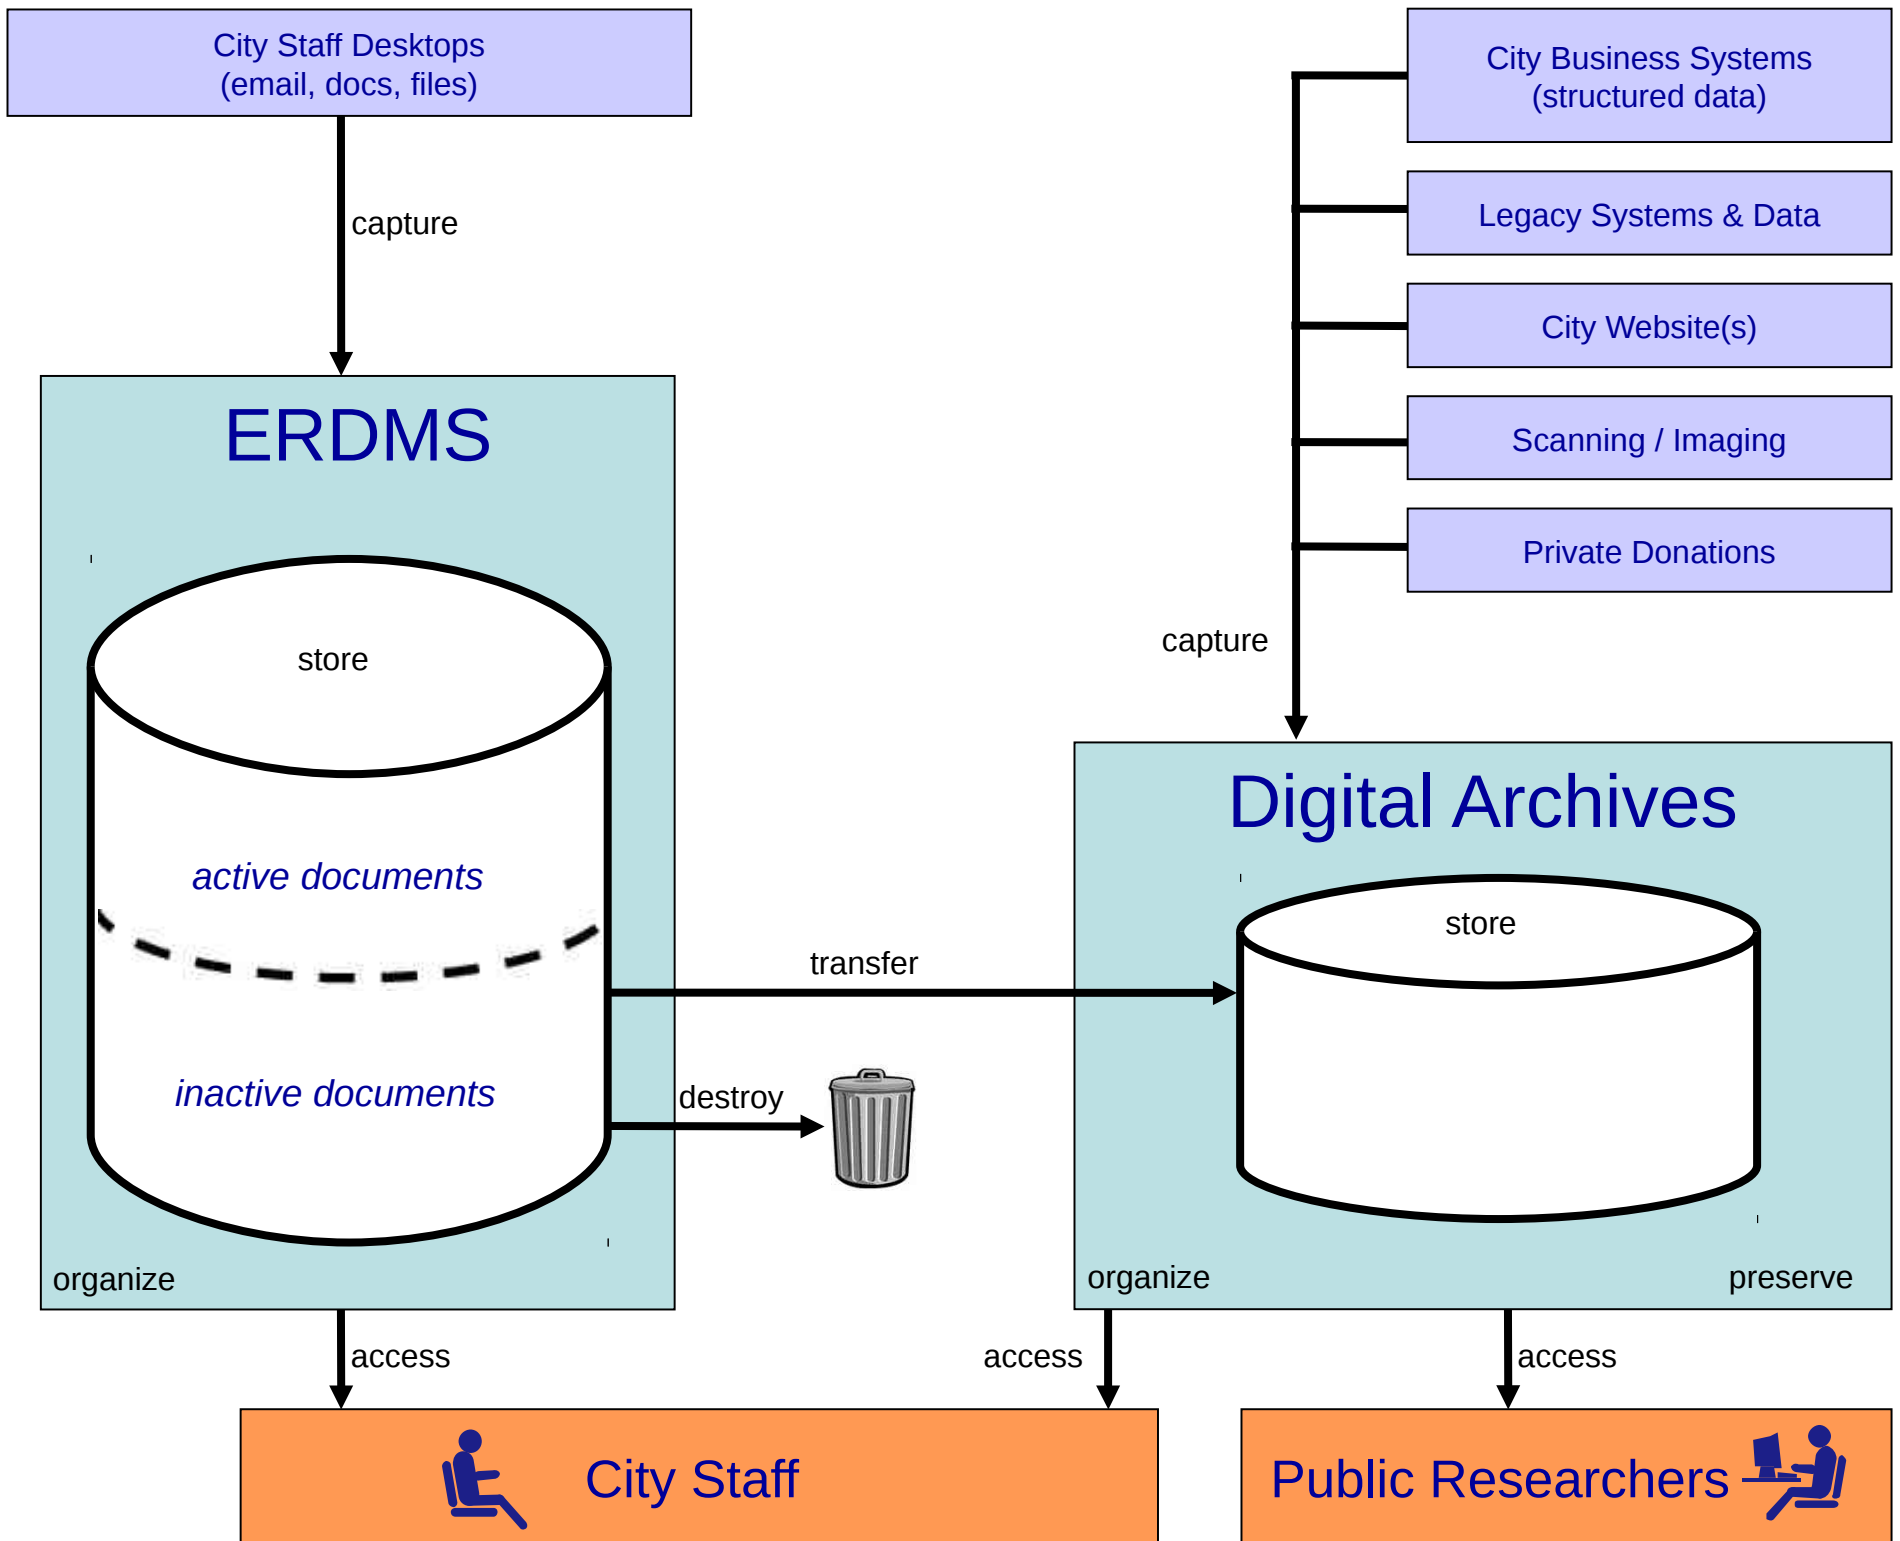 City Staff Desktops
(email, docs, files)
City Business Systems
(structured data)
Legacy Systems & Data
City Website(s)
Scanning / Imaging
Private Donations
capture
capture
ERDMS
store
active documents
inactive documents
organize
transfer
destroy
Digital Archives
store
organize
preserve
access
access
access
City Staff
Public Researchers